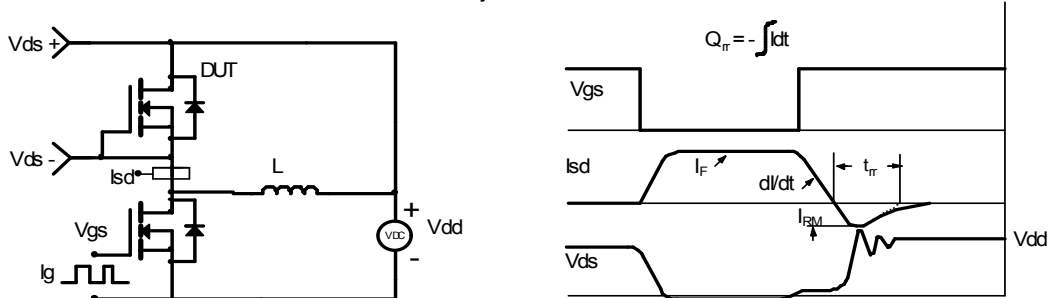 Vds +
DUT
Vds -
Isd
L
Vgs
Ig
VDC
+
-
Vdd
Qrr = - ∫ Idt
Vgs
Isd
IF
dI/dt
trr
IRM
Vds
Vdd